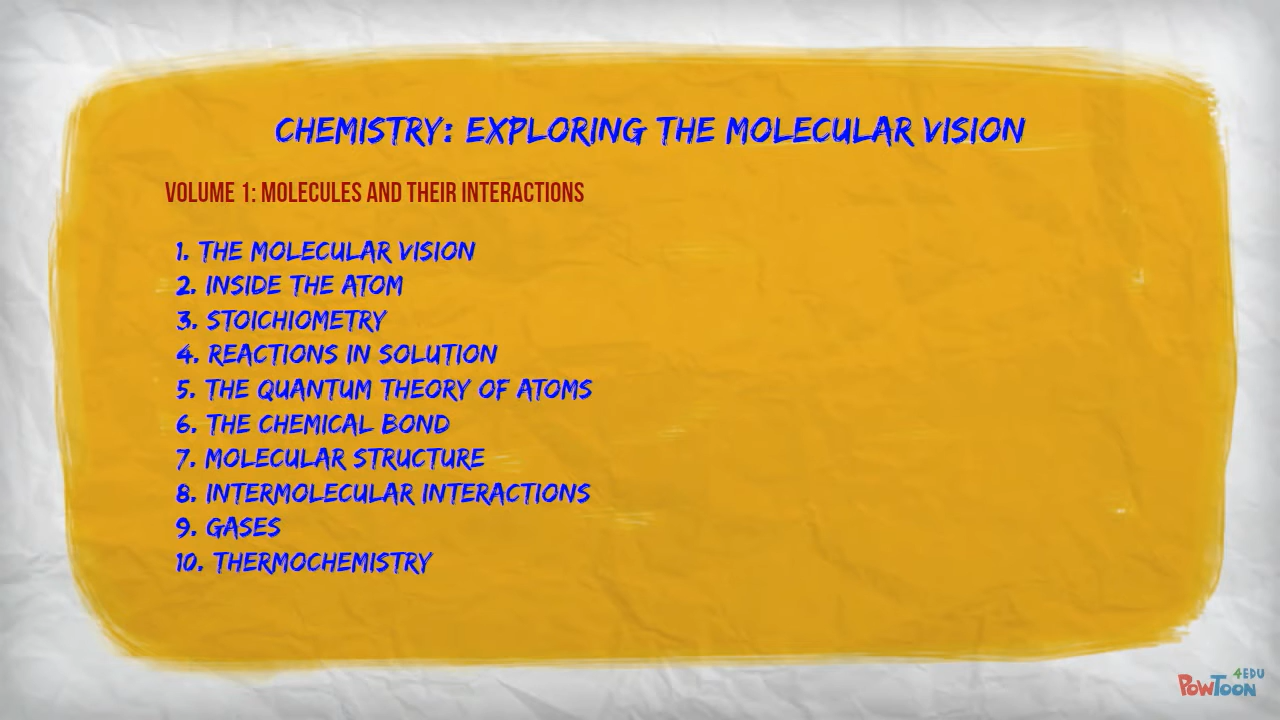 CHEMISTRY: EXPLORING THE MOLECULAR VISION
VOLUME 1: MOLECULES AND THEIR INTERACTIONS
1. THE MOLECULAR VISION
2. INSIDE THE ATOM
3. STOICHIOMETRY
4. REACTIONS IN SOLUTION
5. THE QUANTUM THEORY OF ATOMS
6. THE CHEMICAL BOND
7. MOLECULAR STRUCTURE
8. INTERMOLECULAR INTERACTIONS
9. GASES
10. THERMOCHEMISTRY
4EDU
POWTOON